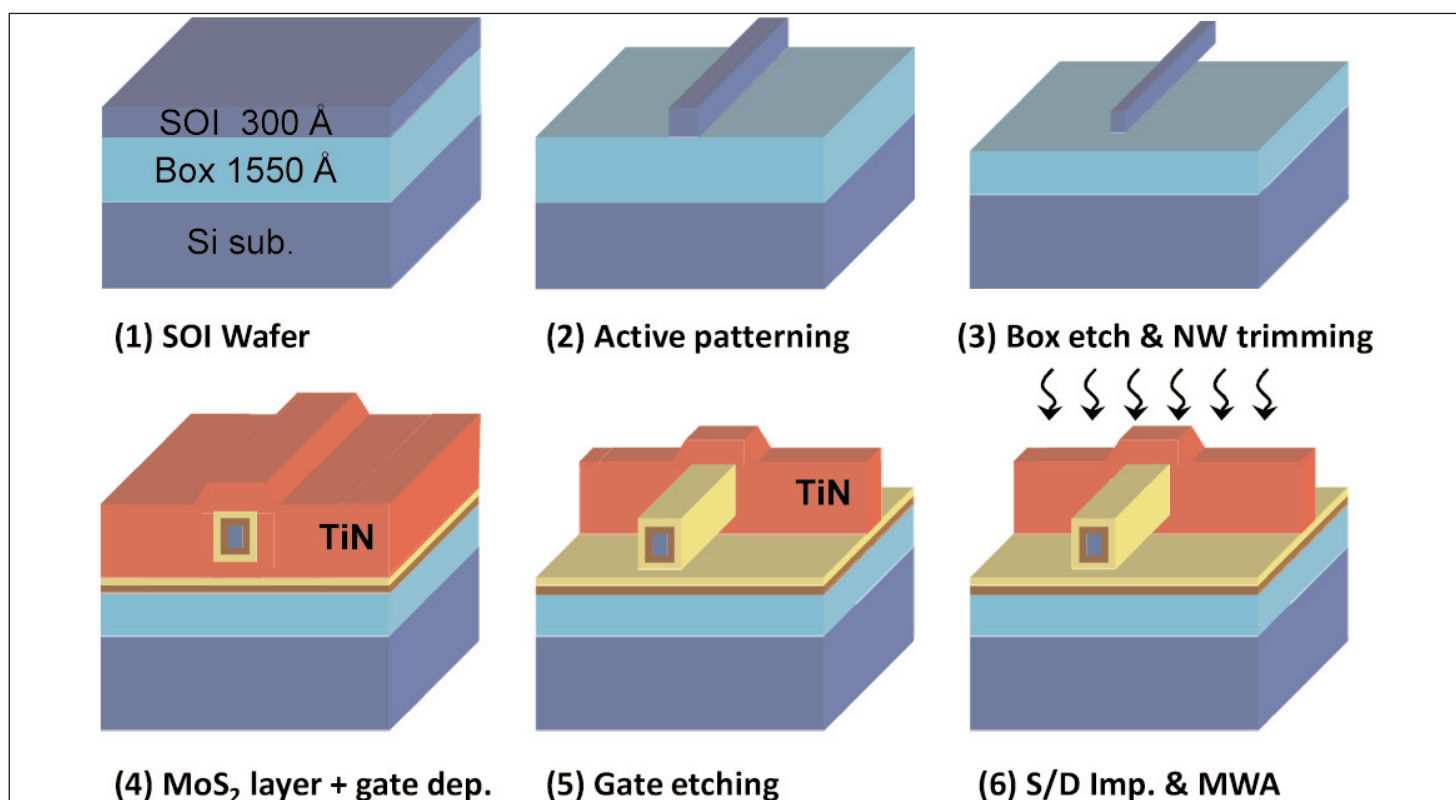 SOI 300 Å
Box 1550 Å
Si sub.
(1) SOI Wafer
(2) Active patterning
(3) Box etch & NW trimming
TiN
TiN
(4) MoS₂ layer + gate dep.
(5) Gate etching
(6) S/D Imp. & MWA